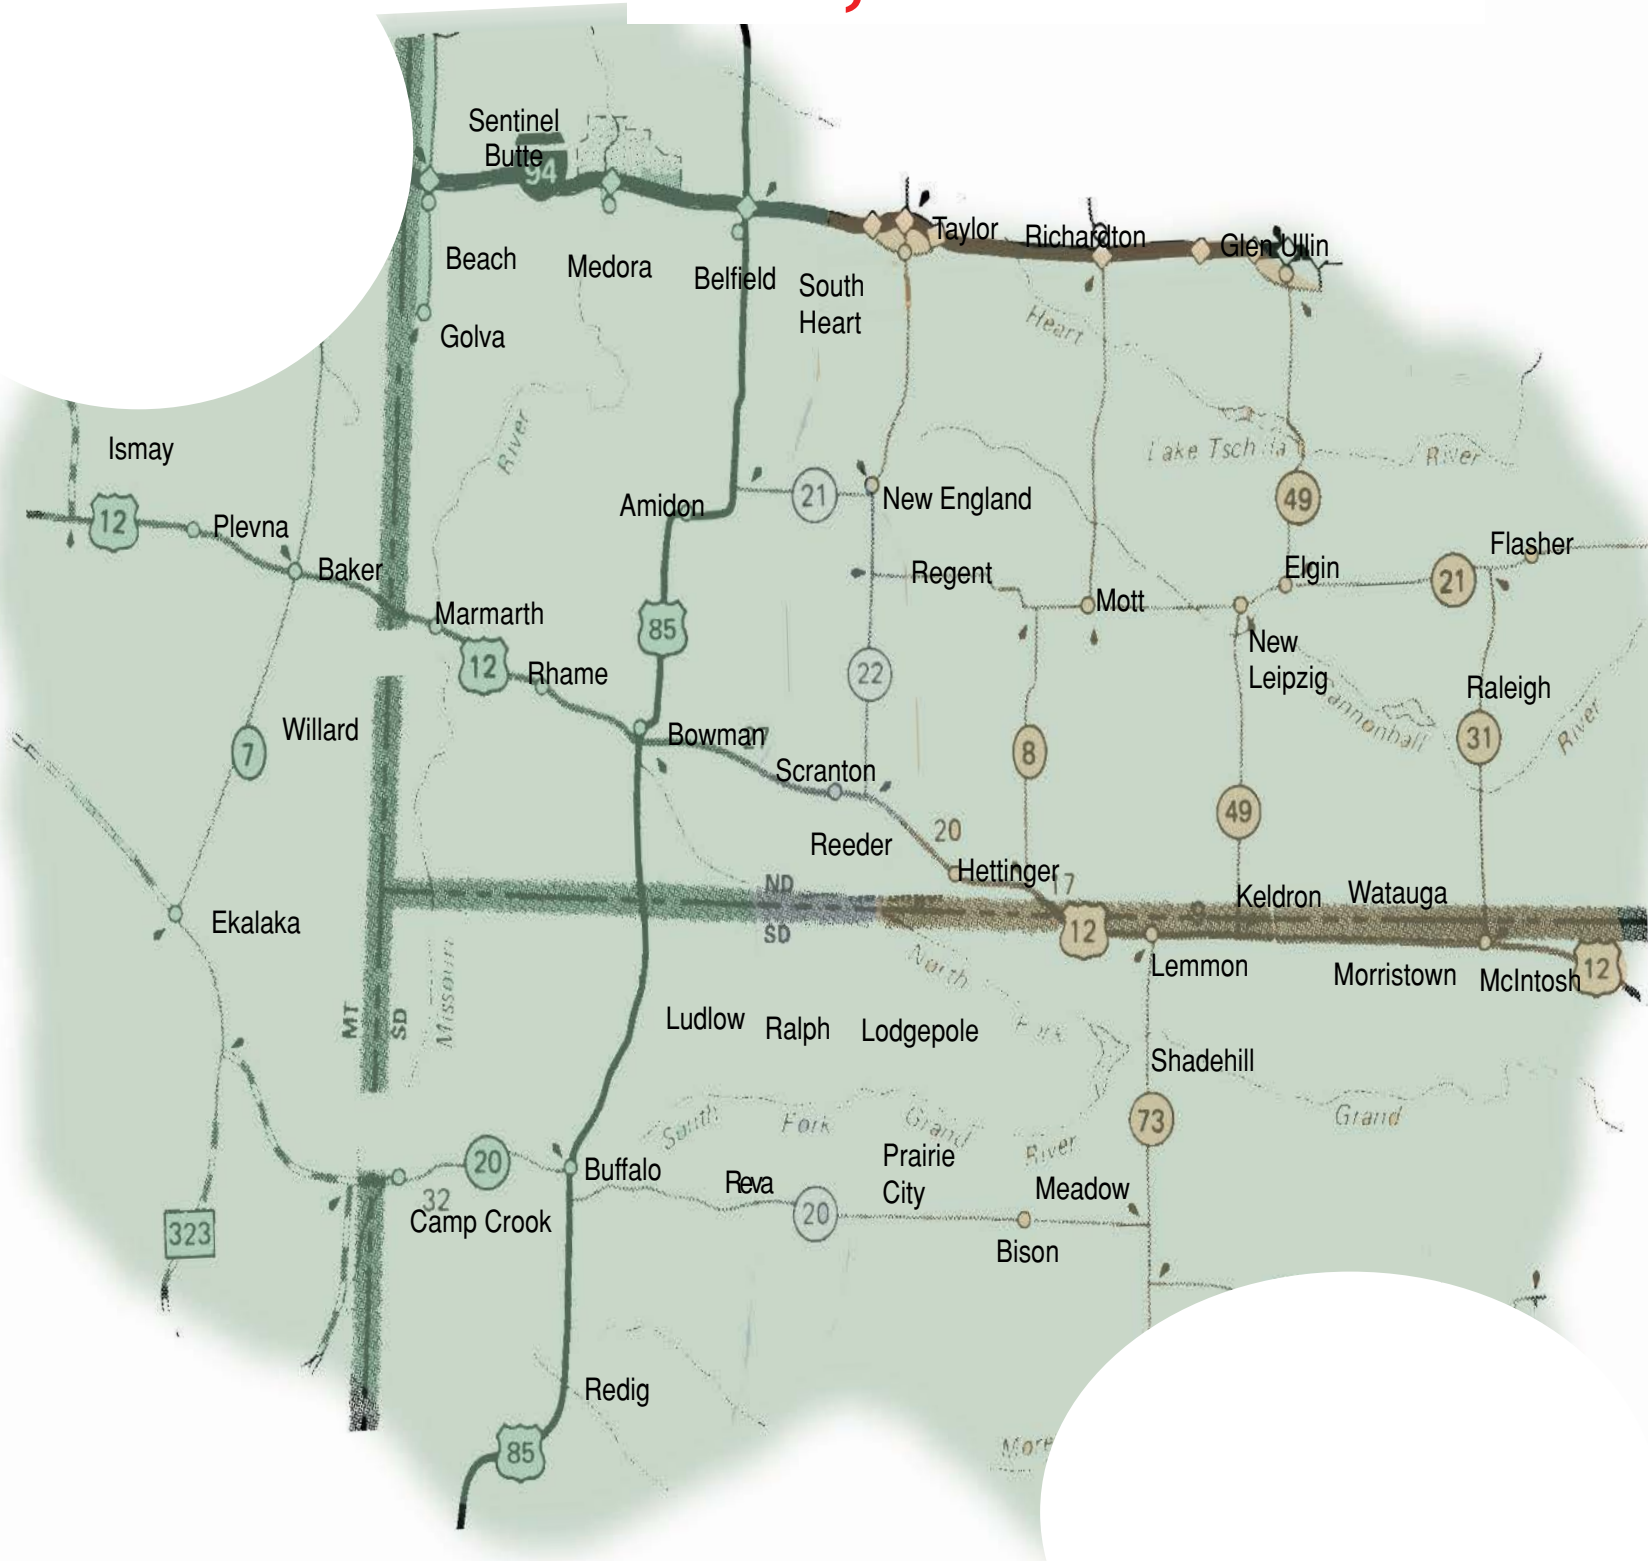 Sentinel
Butte
94
Taylor
Richardton
Glen Ullin
Beach
Medora
Belfield
South
Heart
Golva
Heart
River
Ismay
Lake Tsch
River
12
Plevna
Amidon
21
New England
49
Flasher
Baker
Regent
Elgin
21
Marmarth
Mott
85
12
Rhame
22
New
Leipzig
Raleigh
Cannonball
River
7
Willard
Bowman
27
8
31
Scranton
49
20
Reeder
Hettinger
17
ND
SD
Keldron
Watauga
Ekalaka
12
Lemmon
Morristown
McIntosh
12
North
Fork
MT
SD
Missouri
Ludlow
Ralph
Lodgepole
Shadehill
South
Fork
Grand
River
Grand
73
20
32
Camp Crook
Buffalo
Reva
Prairie
City
Meadow
20
323
Bison
Redig
85
More